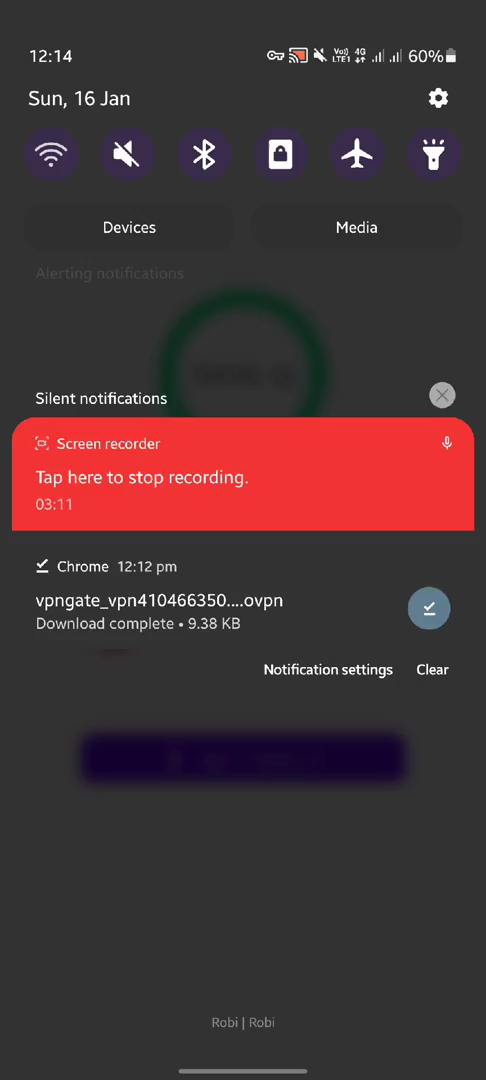 12:14
Vo)) 4G
LTE1
60%
Sun, 16 Jan
Devices
Media
Alerting notifications
Silent notifications
Screen recorder
Tap here to stop recording.
03:11
Chrome 12:12 pm
vpngate_vpn410466350....ovpn
Download complete • 9.38 KB
Notification settings
Clear
Robi | Robi